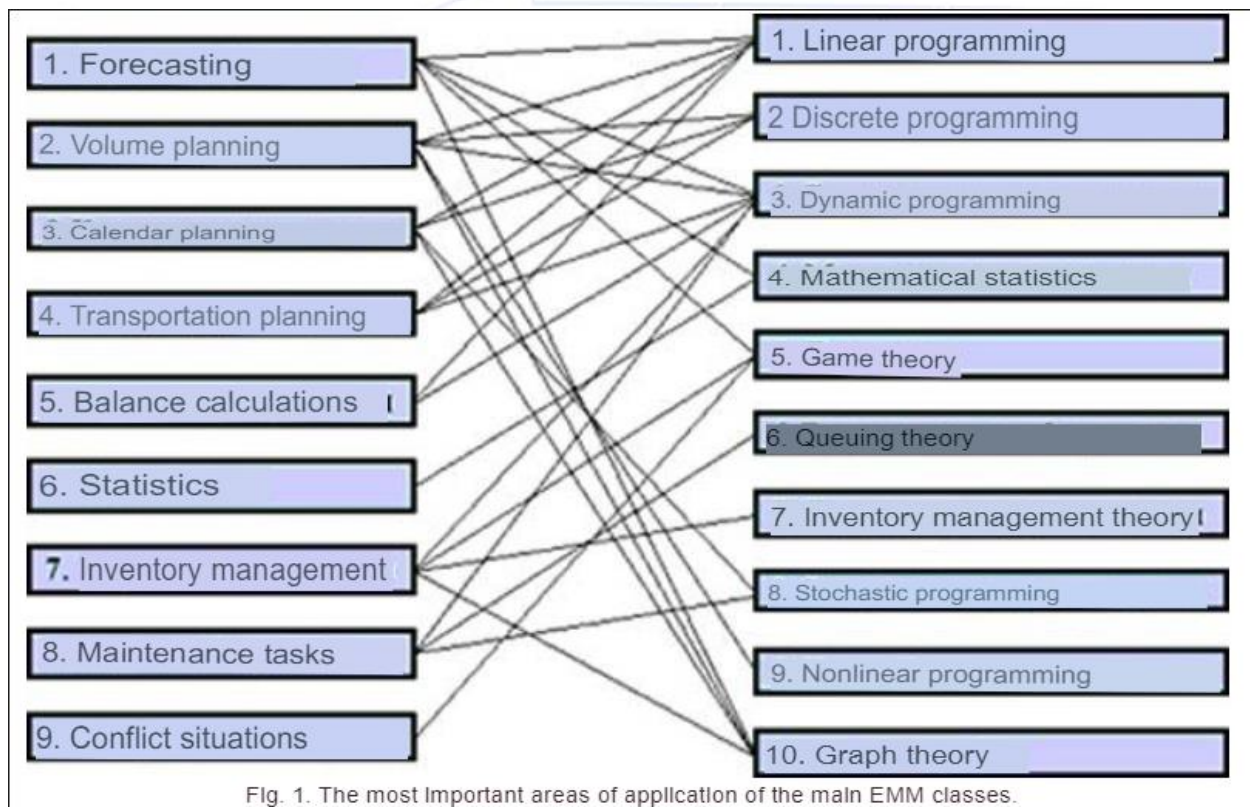 1. Forecasting
2. Volume planning
3. Calendar planning
4. Transportation planning
5. Balance calculations
6. Statistics
7. Inventory management
8. Maintenance tasks
9. Conflict situations
1. Linear programming
2 Discrete programming
3. Dynamic programming
4. Mathematical statistics
5. Game theory
6. Queuing theory
7. Inventory management theory
8. Stochastic programming
9. Nonlinear programming
10. Graph theory
Fig. 1. The most important areas of application of the main EMM classes.